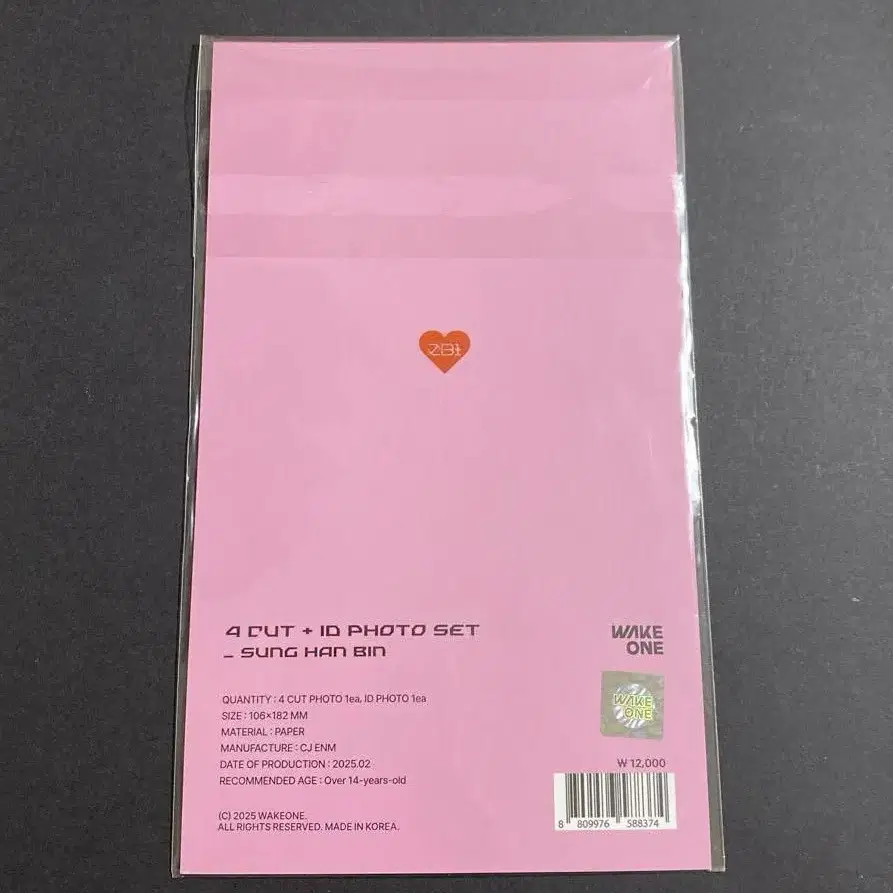 ZB1
4 CUT + ID PHOTO SET
_ SUNG HAN BIN
WAKE
ONE
QUANTITY : 4 CUT PHOTO 1ea, ID PHOTO 1ea
SIZE : 106×182 MM
MATERIAL : PAPER
MANUFACTURE : CJ ENM
DATE OF PRODUCTION : 2025.02
RECOMMENDED AGE : Over 14-years-old
WAKE
ONE
₩ 12,000
8 809976 588374
(C) 2025 WAKEONE.
ALL RIGHTS RESERVED. MADE IN KOREA.